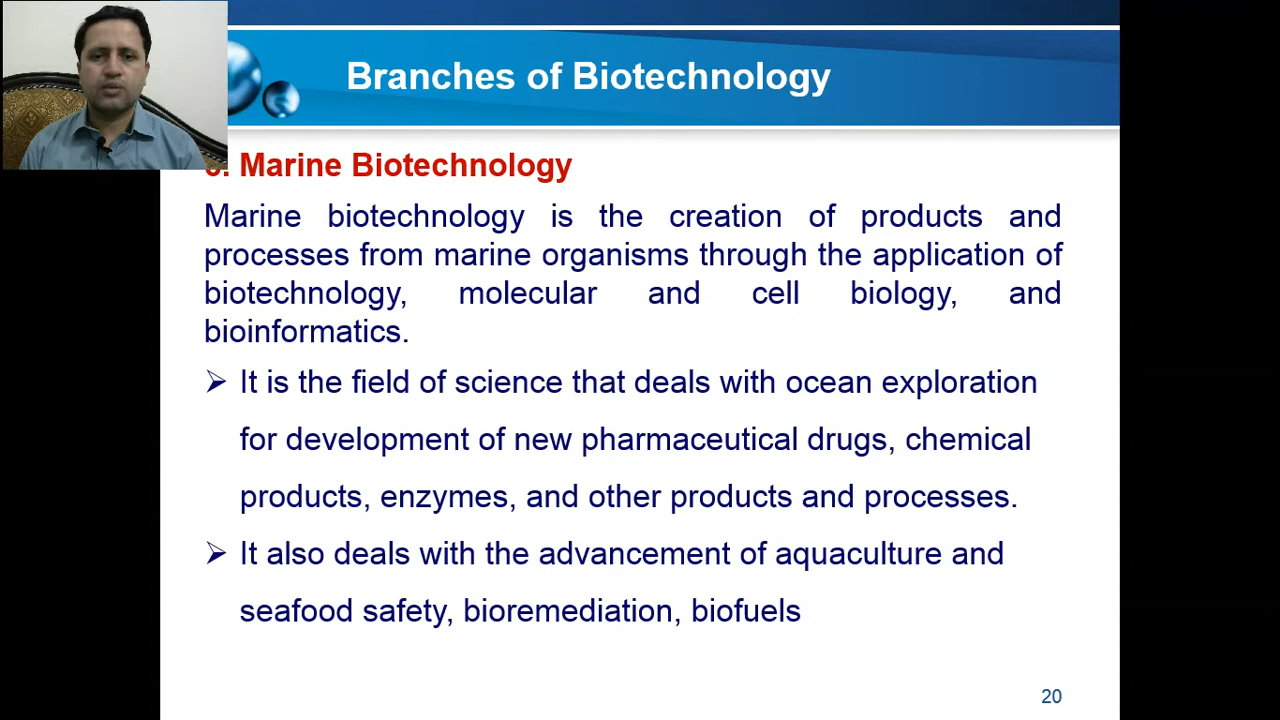 Branches of Biotechnology
Marine Biotechnology
Marine biotechnology is the creation of products and
processes from marine organisms through the application of
biotechnology, molecular and cell biology, and
bioinformatics.
➢ It is the field of science that deals with ocean exploration
for development of new pharmaceutical drugs, chemical
products, enzymes, and other products and processes.
➢ It also deals with the advancement of aquaculture and
seafood safety, bioremediation, biofuels
20